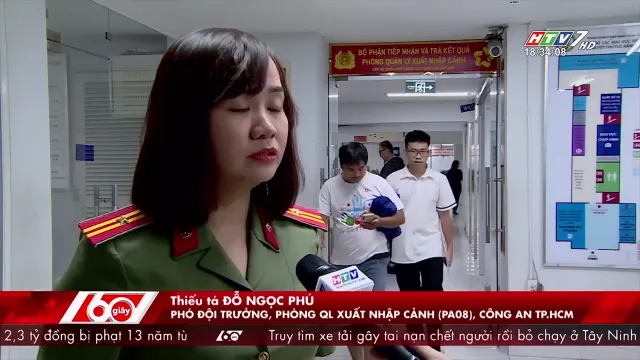 HTV7 HD
18:34:08
BỘ PHẬN TIẾP NHẬN VÀ TRẢ KẾT QUẢ
PHÒNG QUẢN LÝ XUẤT NHẬP CẢNH
HTV
60 giây
Thiếu tá ĐỖ NGỌC PHÚ
PHÓ ĐỘI TRƯỞNG, PHÒNG QL XUẤT NHẬP CẢNH (PA08), CÔNG AN TP.HCM
2,3 tỷ đồng bị phạt 13 năm tù
Truy tìm xe tải gây tai nạn chết người rồi bỏ chạy ở Tây Ninh